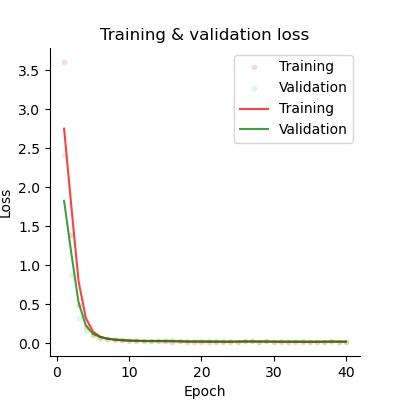 Training & validation loss
Training
Validation
Training
Validation
3.5
3.0
2.5
2.0
1.5
1.0
0.5
0.0
Loss
0
10
20
30
40
Epoch